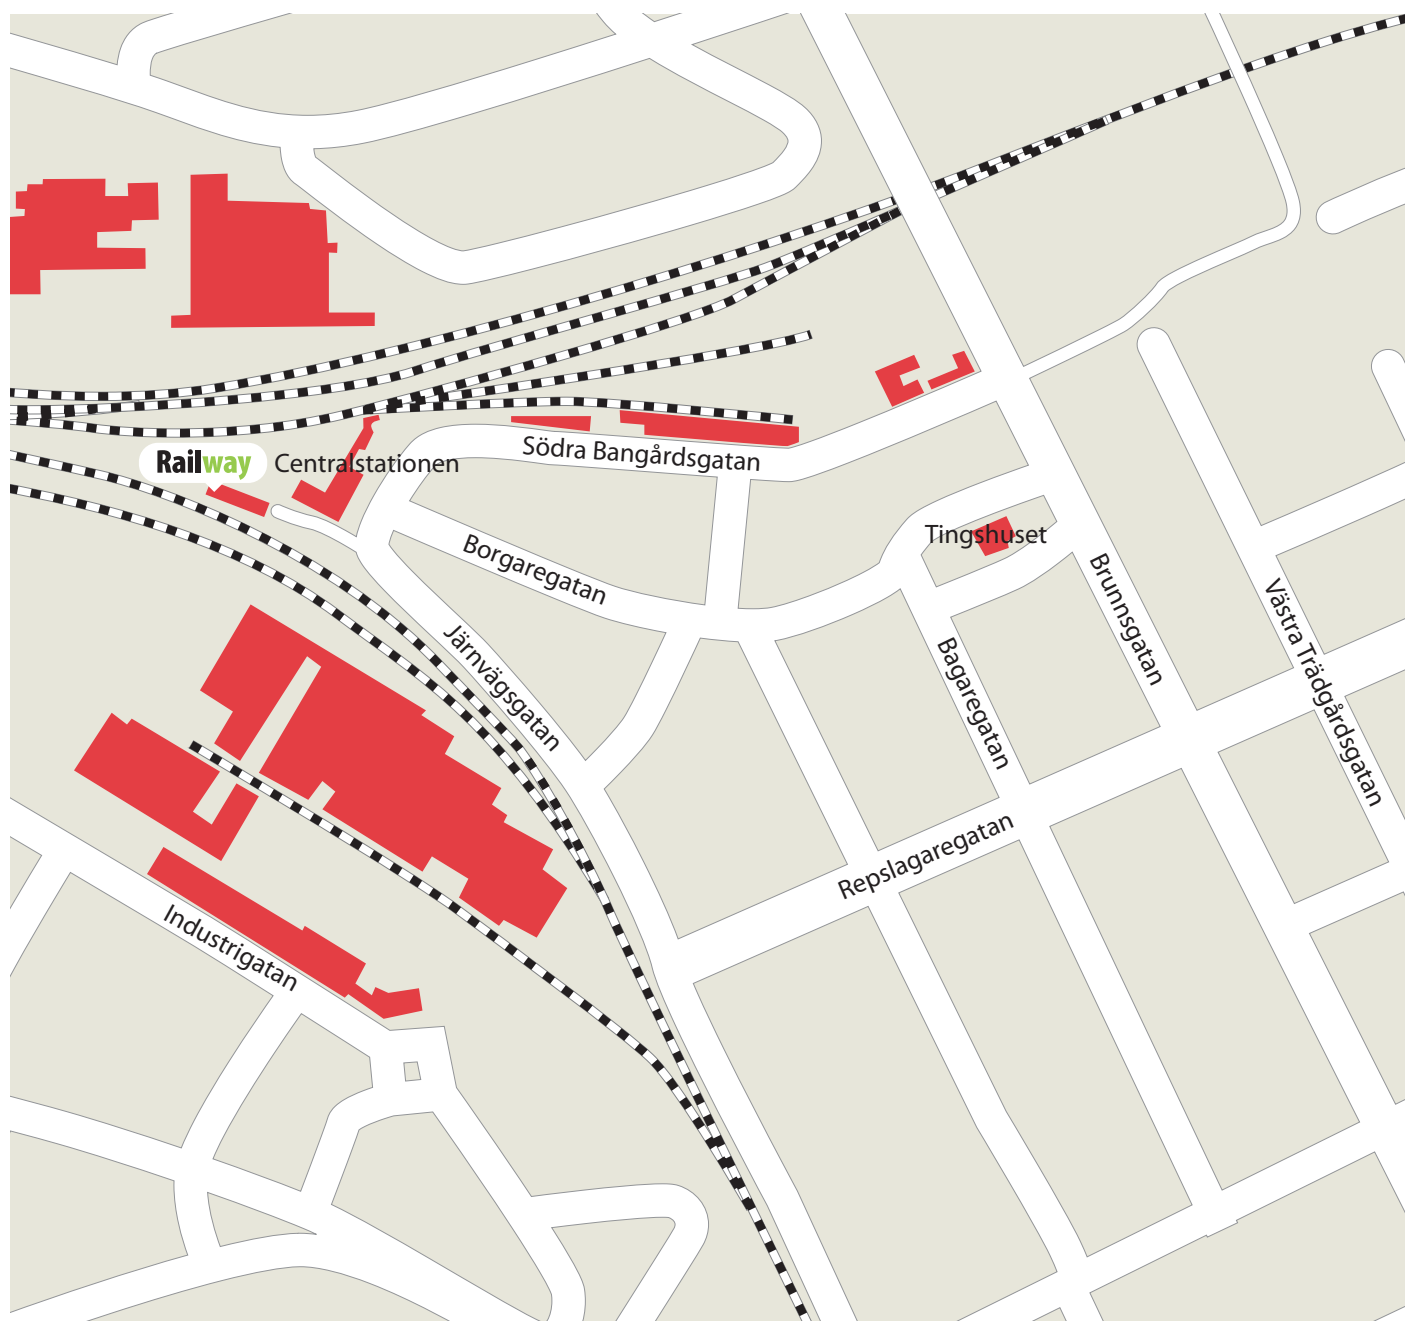 Södra Bangårdsgatan
Railway
Centralstationen
Tingshuset
Borgaregatan
Brunnsgatan
Västra Trädgårdsgatan
Järnvägsgatan
Bagaregatan
Repslagaregatan
Industrigatan